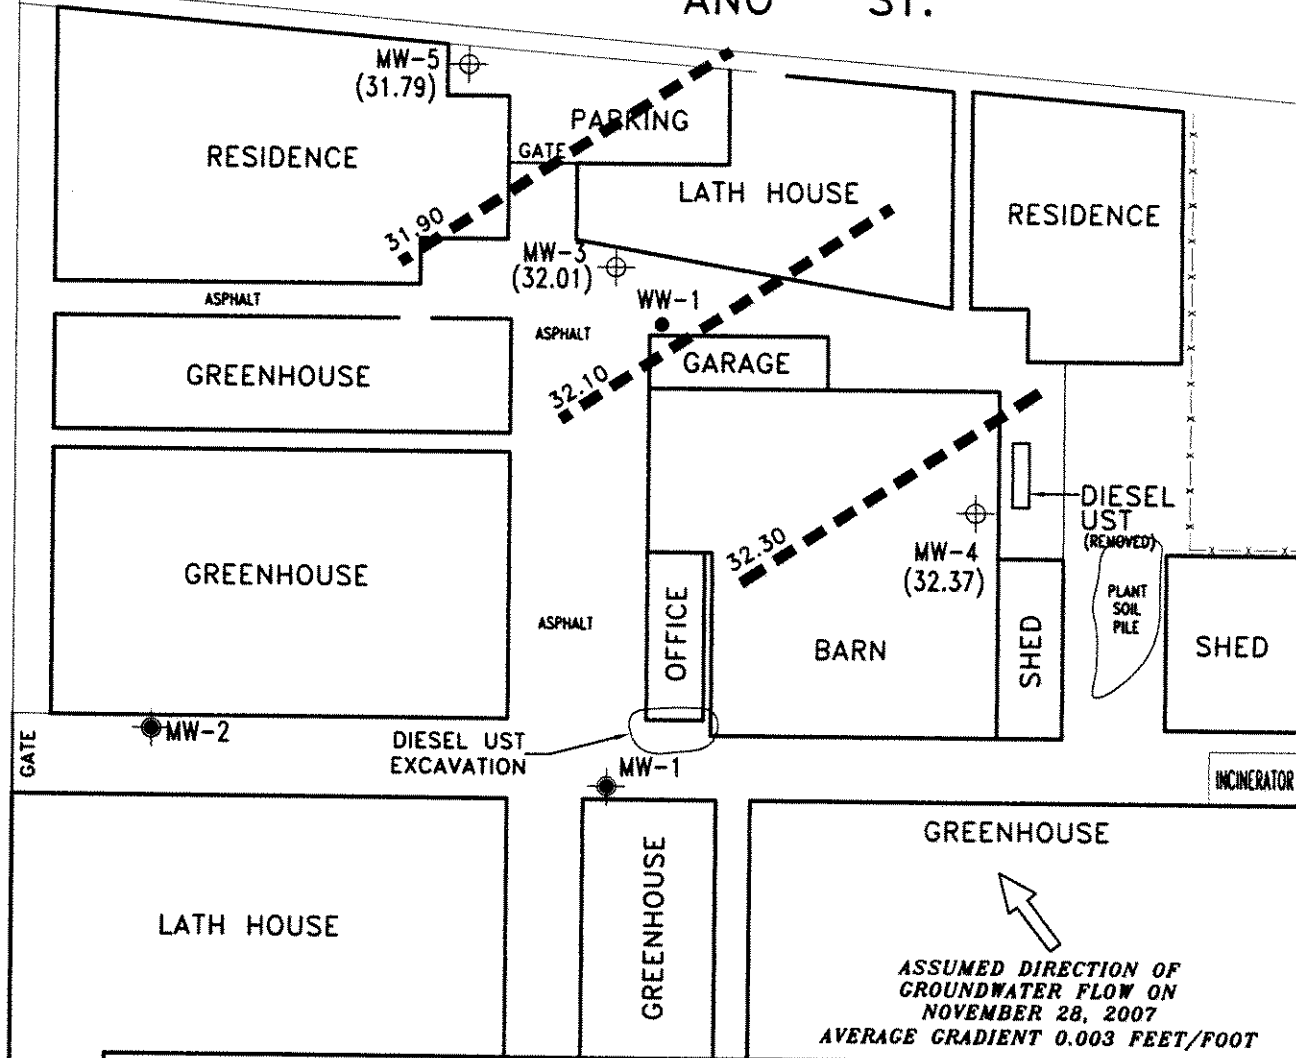 ANO ST.
MW-5
(31.79)
PARKING
GATE
RESIDENCE
LATH HOUSE
RESIDENCE
31.90
MW-3
(32.01)
WW-1
ASPHALT
ASPHALT
GARAGE
GREENHOUSE
32.10
DIESEL
UST
(REMOVED)
32.30
MW-4
(32.37)
GREENHOUSE
PLANT
SOIL
PILE
ASPHALT
OFFICE
BARN
SHED
SHED
MW-2
GATE
DIESEL UST
EXCAVATION
MW-1
INCINERATOR
GREENHOUSE
GREENHOUSE
LATH HOUSE
ASSUMED DIRECTION OF
GROUNDWATER FLOW ON
NOVEMBER 28, 2007
AVERAGE GRADIENT 0.003 FEET/FOOT